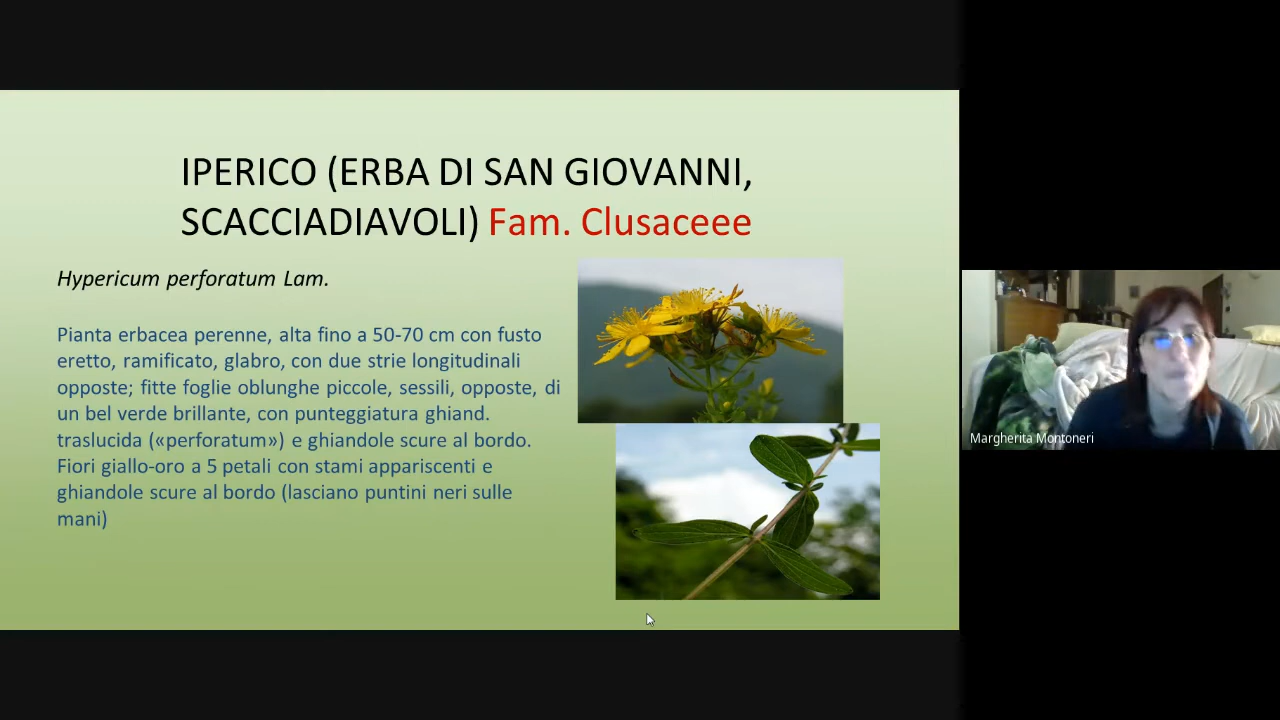 IPERICO (ERBA DI SAN GIOVANNI,
SCACCIADIAVOLI) Fam. Clusaceee
Hypericum perforatum Lam.
Pianta erbacea perenne, alta fino a 50-70 cm con fusto
eretto, ramificato, glabro, con due strie longitudinali
opposte; fitte foglie oblunghe piccole, sessili, opposte, di
un bel verde brillante, con punteggiatura ghiand.
traslucida («perforatum») e ghiandole scure al bordo.
Fiori giallo-oro a 5 petali con stami appariscenti e
ghiandole scure al bordo (lasciano puntini neri sulle
mani)
Margherita Montoneri